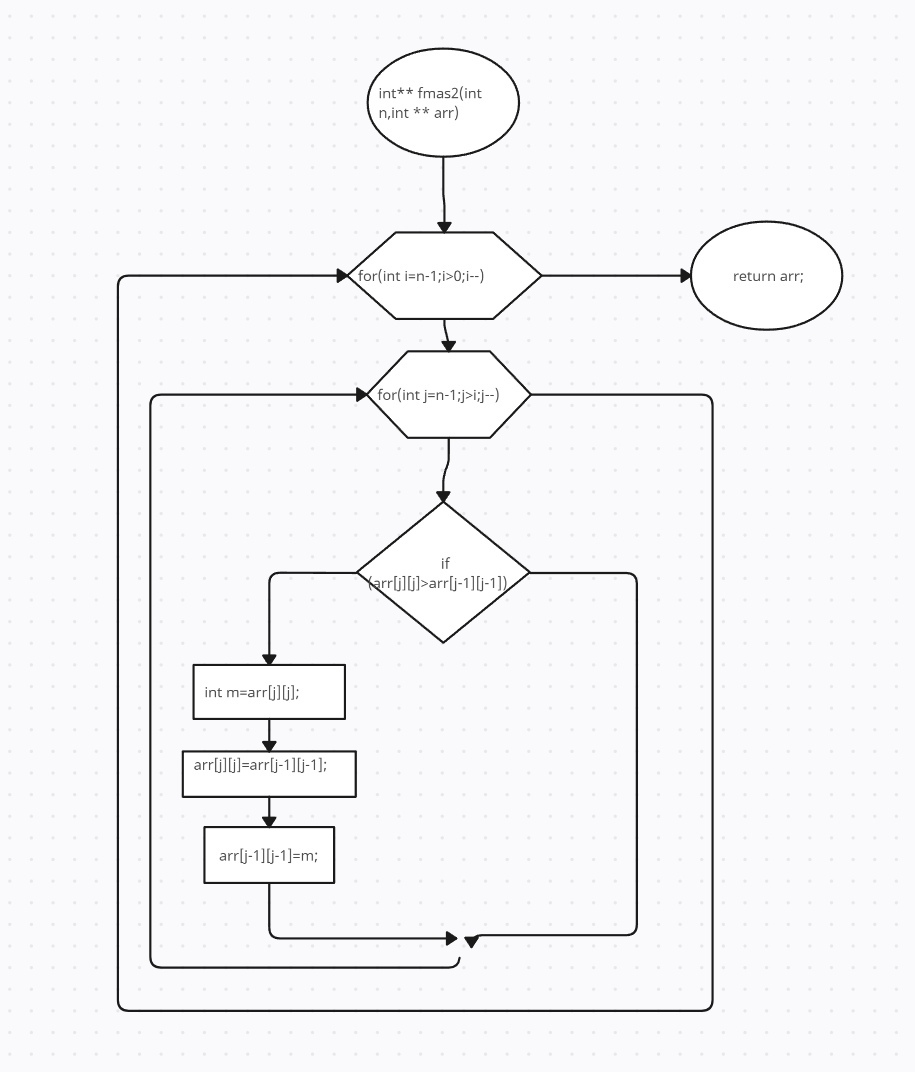 int** fmas2(int
n,int ** arr)
for(int i=n-1;i>0;i--)
return arr;
for(int j=n-1;j>i;j--)
if
(arr[j][j]>arr[j-1][j-1])
int m=arr[j][j];
arr[j][j]=arr[j-1][j-1];
arr[j-1][j-1]=m;